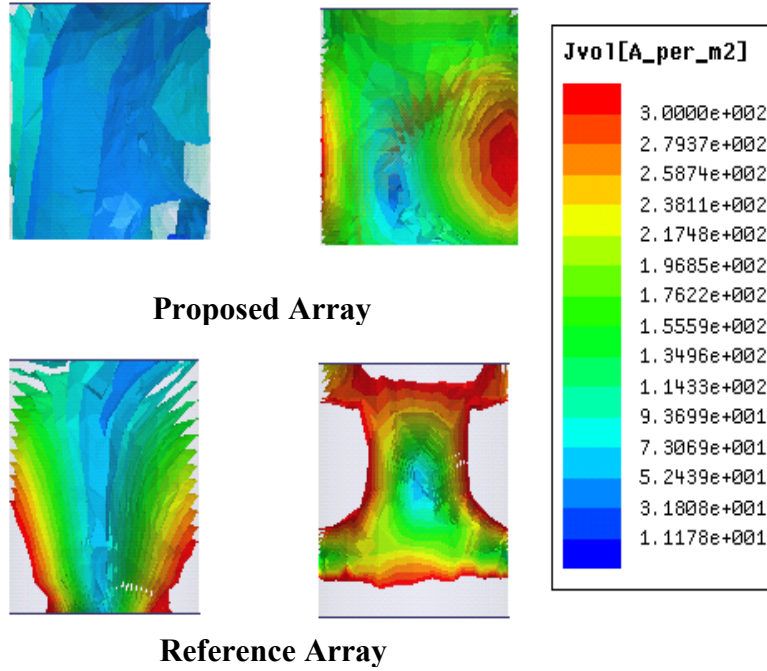 Jvol[A_per_m2]
3.0000e+002
2.7937e+002
2.5874e+002
2.3811e+002
2.1748e+002
1.9685e+002
1.7622e+002
1.5559e+002
1.3496e+002
1.1433e+002
9.3699e+001
7.3069e+001
5.2439e+001
3.1808e+001
1.1178e+001
Proposed Array
Reference Array